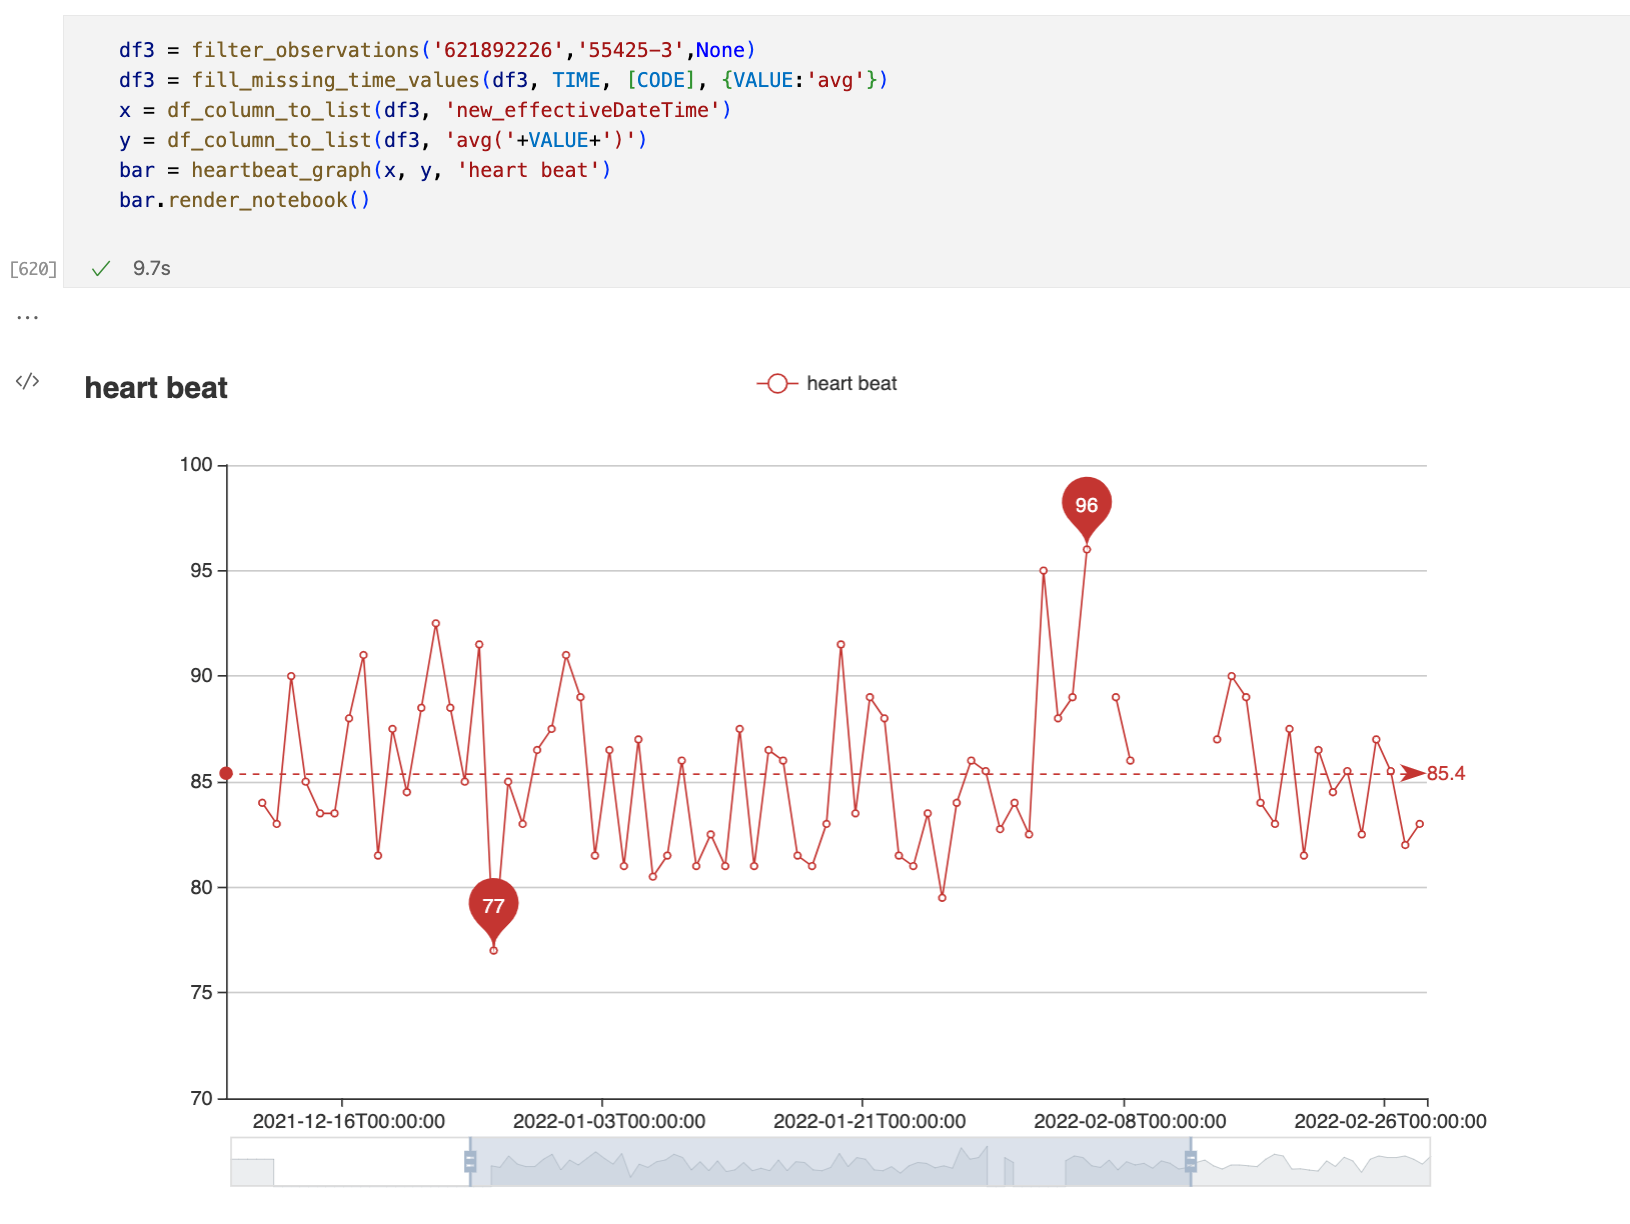 df3 = filter_observations('621892226','55425-3',None)
df3 = fill_missing_time_values(df3, TIME, [CODE], {VALUE:'avg'})
x = df_column_to_list(df3, 'new_effectiveDateTime')
y = df_column_to_list(df3, 'avg('+VALUE+')')
bar = heartbeat_graph(x, y, 'heart beat')
bar.render_notebook()
[620] ✓ 9.7s
...
</> heart beat
heart beat
100
96
95
90
85
85.4
80
77
75
70
2021-12-16T00:00:00 2022-01-03T00:00:00 2022-01-21T00:00:00 2022-02-08T00:00:00 2022-02-26T00:00:00